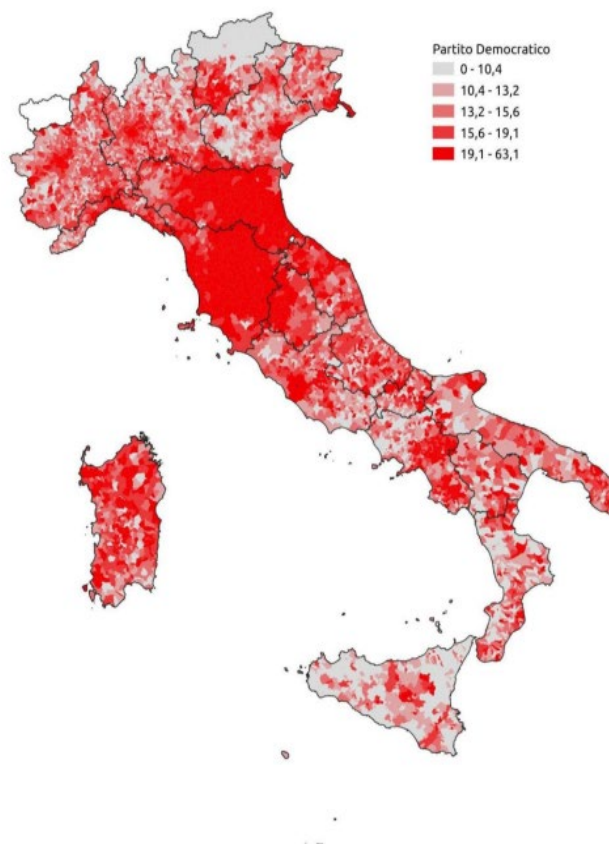 Partito Democratico
0 - 10,4
10,4 - 13,2
13,2 - 15,6
15,6 - 19,1
19,1 - 63,1